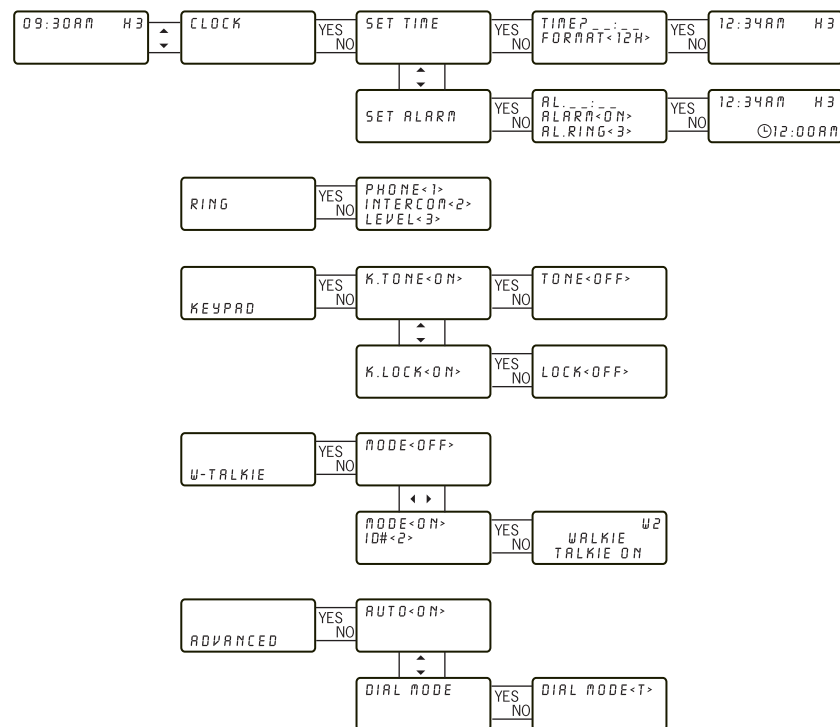 09:30AM H3
CLOCK
YES
NO
SET TIME
YES
NO
TIME?__:__
FORMAT<12H>
YES
NO
12:34AM H3
SET ALARM
YES
NO
AL.__:__
ALARM<ON>
AL.RING<3>
YES
NO
12:34AM H3
12:00AM
RING
YES
NO
PHONE<1>
INTERCOM<2>
LEVEL<3>
KEYPAD
YES
NO
K.TONE<ON>
YES
NO
TONE<OFF>
K.LOCK<ON>
YES
NO
LOCK<OFF>
W-TALKIE
YES
NO
MODE<OFF>
MODE<ON>
ID#<2>
YES
NO
W2
WALKIE
TALKIE ON
ADVANCED
YES
NO
AUTO<ON>
DIAL MODE
YES
NO
DIAL MODE<T>